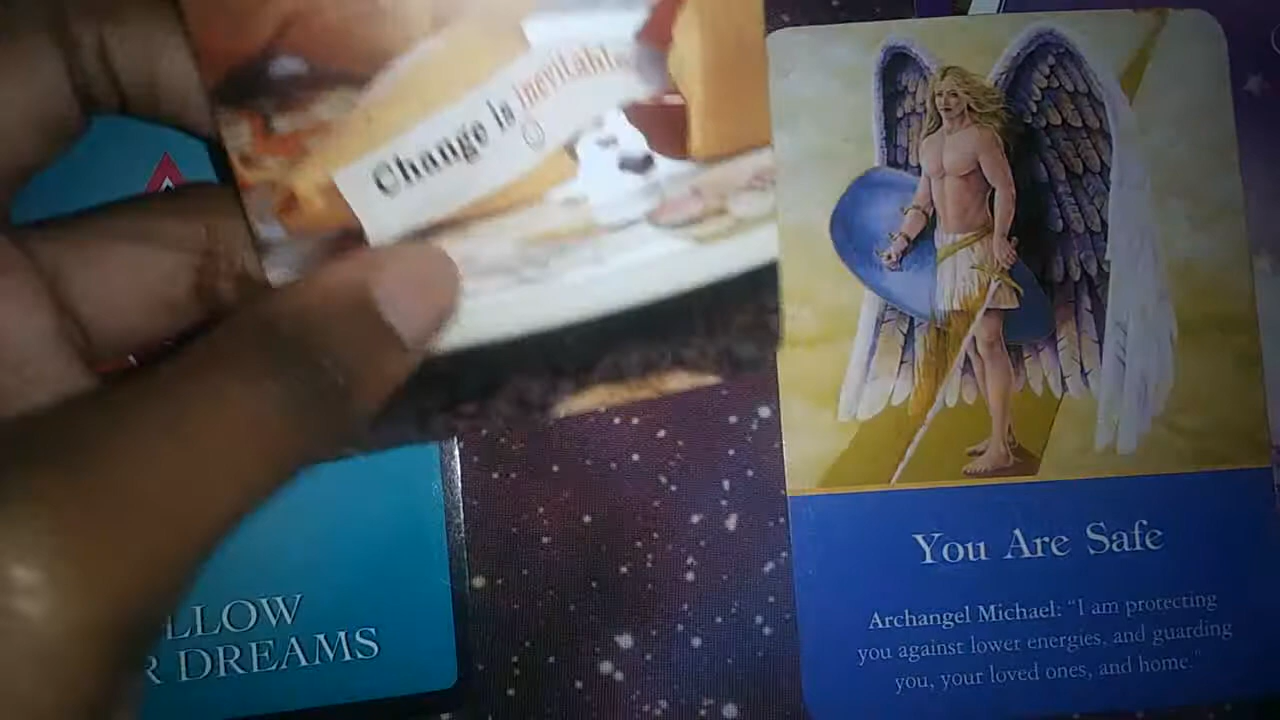 Change is inevitable
LLOW
R DREAMS
You Are Safe
Archangel Michael: “I am protecting
you against lower energies, and guarding
you, your loved ones, and home.”